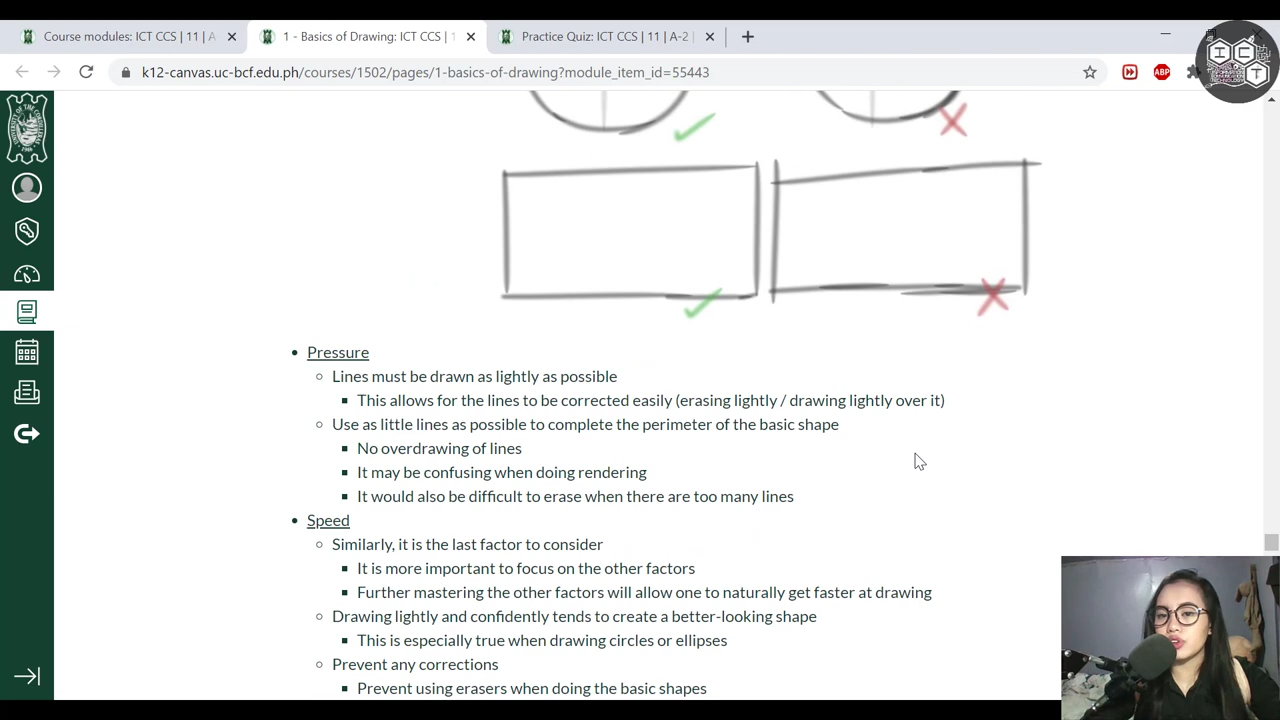 Course modules: ICT CCS | 11 | A
1 - Basics of Drawing: ICT CCS | 1
Practice Quiz: ICT CCS | 11 | A-2 |
k12-canvas.uc-bcf.edu.ph/courses/1502/pages/1-basics-of-drawing?module_item_id=55443
ABP
ICT
Pressure
Lines must be drawn as lightly as possible
This allows for the lines to be corrected easily (erasing lightly / drawing lightly over it)
Use as little lines as possible to complete the perimeter of the basic shape
No overdrawing of lines
It may be confusing when doing rendering
It would also be difficult to erase when there are too many lines
Speed
Similarly, it is the last factor to consider
It is more important to focus on the other factors
Further mastering the other factors will allow one to naturally get faster at drawing
Drawing lightly and confidently tends to create a better-looking shape
This is especially true when drawing circles or ellipses
Prevent any corrections
Prevent using erasers when doing the basic shapes